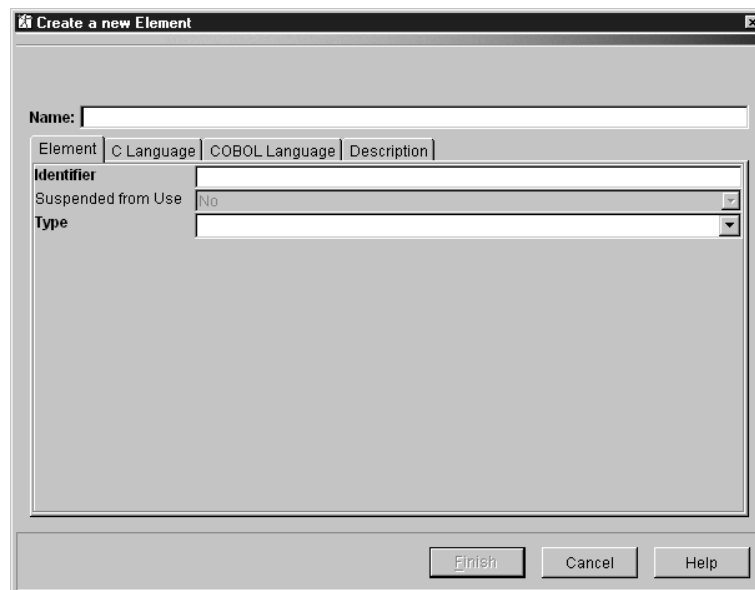 Create a new Element
Name:
Element C Language COBOL Language Description
Identifier
Suspended from Use No
Type
Finish Cancel Help